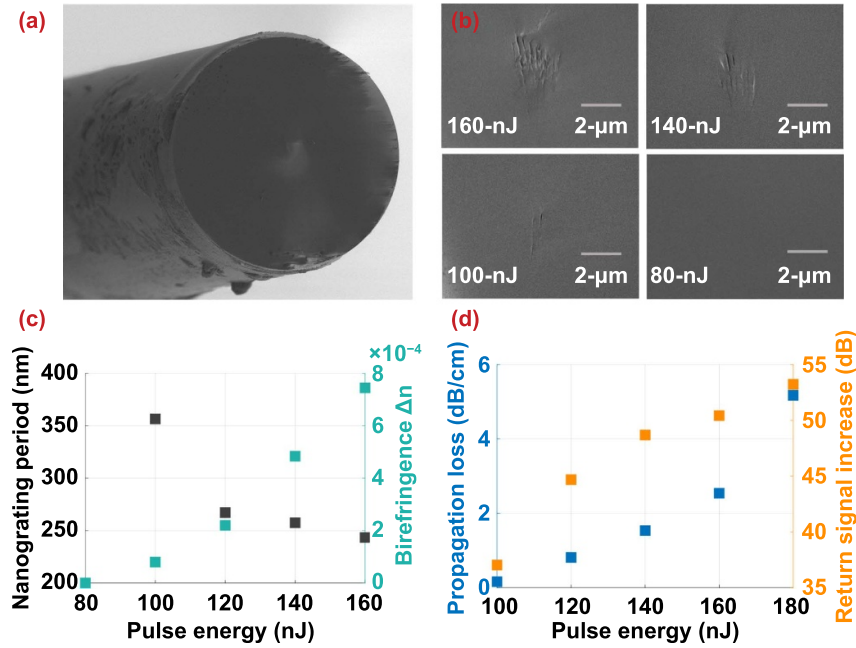 (a)
(b)
160-nJ 2-μm
140-nJ 2-μm
100-nJ 2-μm
80-nJ 2-μm
(c)
×10⁻⁴
Nanograting period (nm)
400
350
300
250
200
80 100 120 140 160
Pulse energy (nJ)
8
6
4
2
0
Birefringence Δn
(d)
Propagation loss (dB/cm)
6
4
2
0
100 120 140 160 180
Pulse energy (nJ)
55
50
45
40
35
Return signal increase (dB)